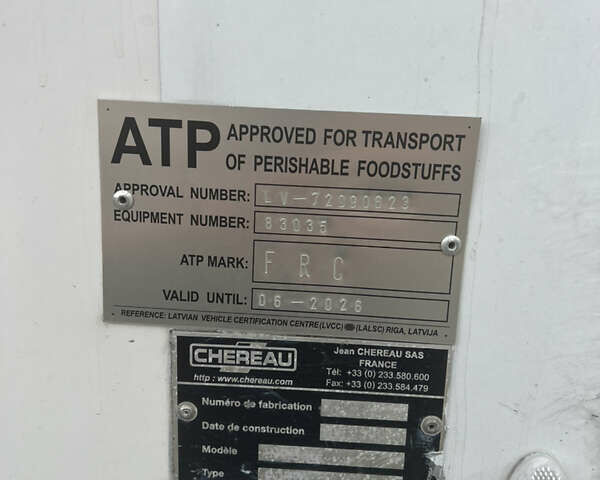 ATP APPROVED FOR TRANSPORT
OF PERISHABLE FOODSTUFFS
APPROVAL NUMBER: LV-72090623
EQUIPMENT NUMBER: 83035
ATP MARK: FRC
VALID UNTIL: 06-2026
REFERENCE: LATVIAN VEHICLE CERTIFICATION CENTRE (LVCC) (LALSC) RIGA, LATVIJA
CHEREAU
http : www.chereau.com
Jean CHEREAU SAS
FRANCE
Tél: +33 (0) 233.580.600
Fax: +33 (0) 233.584.479
Numéro de fabrication
Date de construction
Modèle
Type